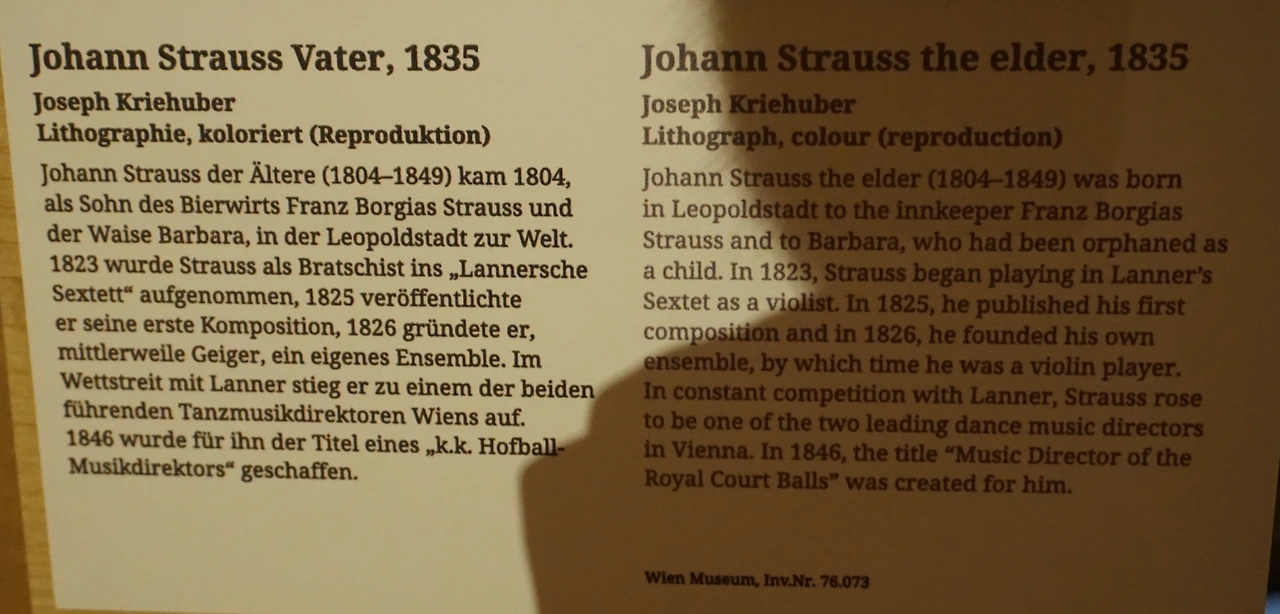 Johann Strauss Vater, 1835
Joseph Kriehuber
Lithographie, koloriert (Reproduktion)
Johann Strauss der Ältere (1804–1849) kam 1804,
als Sohn des Bierwirts Franz Borgias Strauss und
der Waise Barbara, in der Leopoldstadt zur Welt.
1823 wurde Strauss als Bratschist ins „Lannersche
Sextett“ aufgenommen, 1825 veröffentlichte
er seine erste Komposition, 1826 gründete er,
mittlerweile Geiger, ein eigenes Ensemble. Im
Wettstreit mit Lanner stieg er zu einem der beiden
führenden Tanzmusikdirektoren Wiens auf.
1846 wurde für ihn der Titel eines „k.k. Hofball-
Musikdirektors“ geschaffen.
Johann Strauss the elder, 1835
Joseph Kriehuber
Lithograph, colour (reproduction)
Johann Strauss the elder (1804–1849) was born
in Leopoldstadt to the innkeeper Franz Borgias
Strauss and to Barbara, who had been orphaned as
a child. In 1823, Strauss began playing in Lanner’s
Sextet as a violist. In 1825, he published his first
composition and in 1826, he founded his own
ensemble, by which time he was a violin player.
In constant competition with Lanner, Strauss rose
to be one of the two leading dance music directors
in Vienna. In 1846, the title “Music Director of the
Royal Court Balls” was created for him.
Wien Museum, Inv.Nr. 76.073